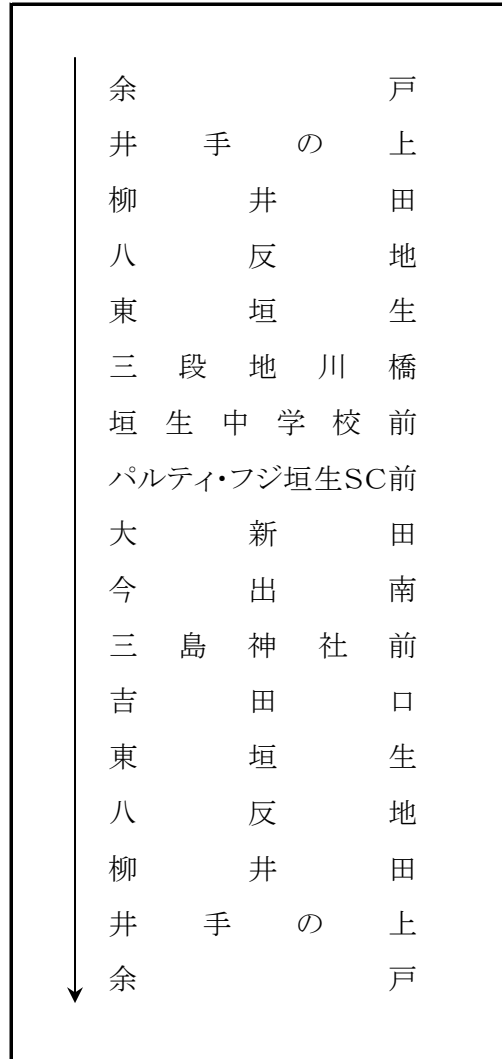 余戸
井手の上
柳井田
八反地
東垣生
三段地川橋
垣生中学校前
パルティ・フジ垣生SC前
大新田
今出南
三島神社前
吉田口
東垣生
八反地
柳井田
井手の上
余戸